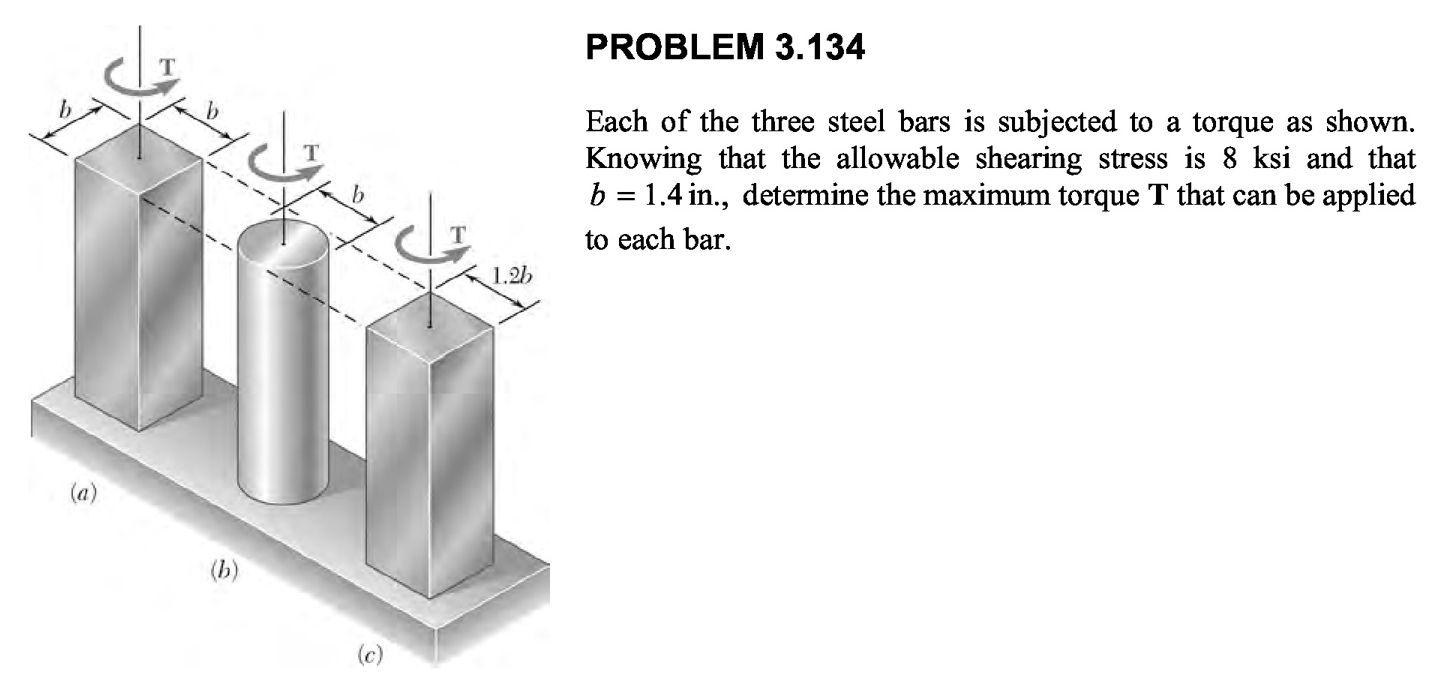 PROBLEM 3.134
Each of the three steel bars is subjected to a torque as shown.
Knowing that the allowable shearing stress is 8 ksi and that
b = 1.4 in., determine the maximum torque T that can be applied
to each bar.
T
b
b
T
b
T
1.2b
(a)
(b)
(c)